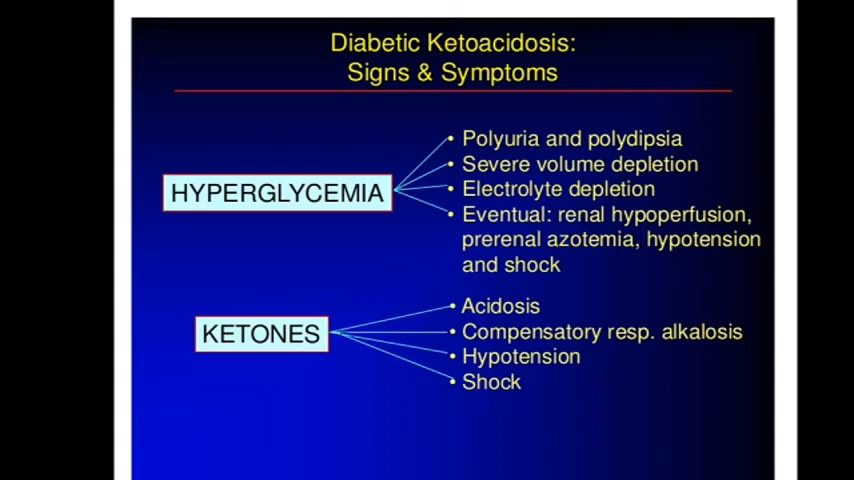 Diabetic Ketoacidosis:
Signs & Symptoms
HYPERGLYCEMIA
• Polyuria and polydipsia
• Severe volume depletion
• Electrolyte depletion
• Eventual: renal hypoperfusion,
prerenal azotemia, hypotension
and shock
KETONES
• Acidosis
• Compensatory resp. alkalosis
• Hypotension
• Shock